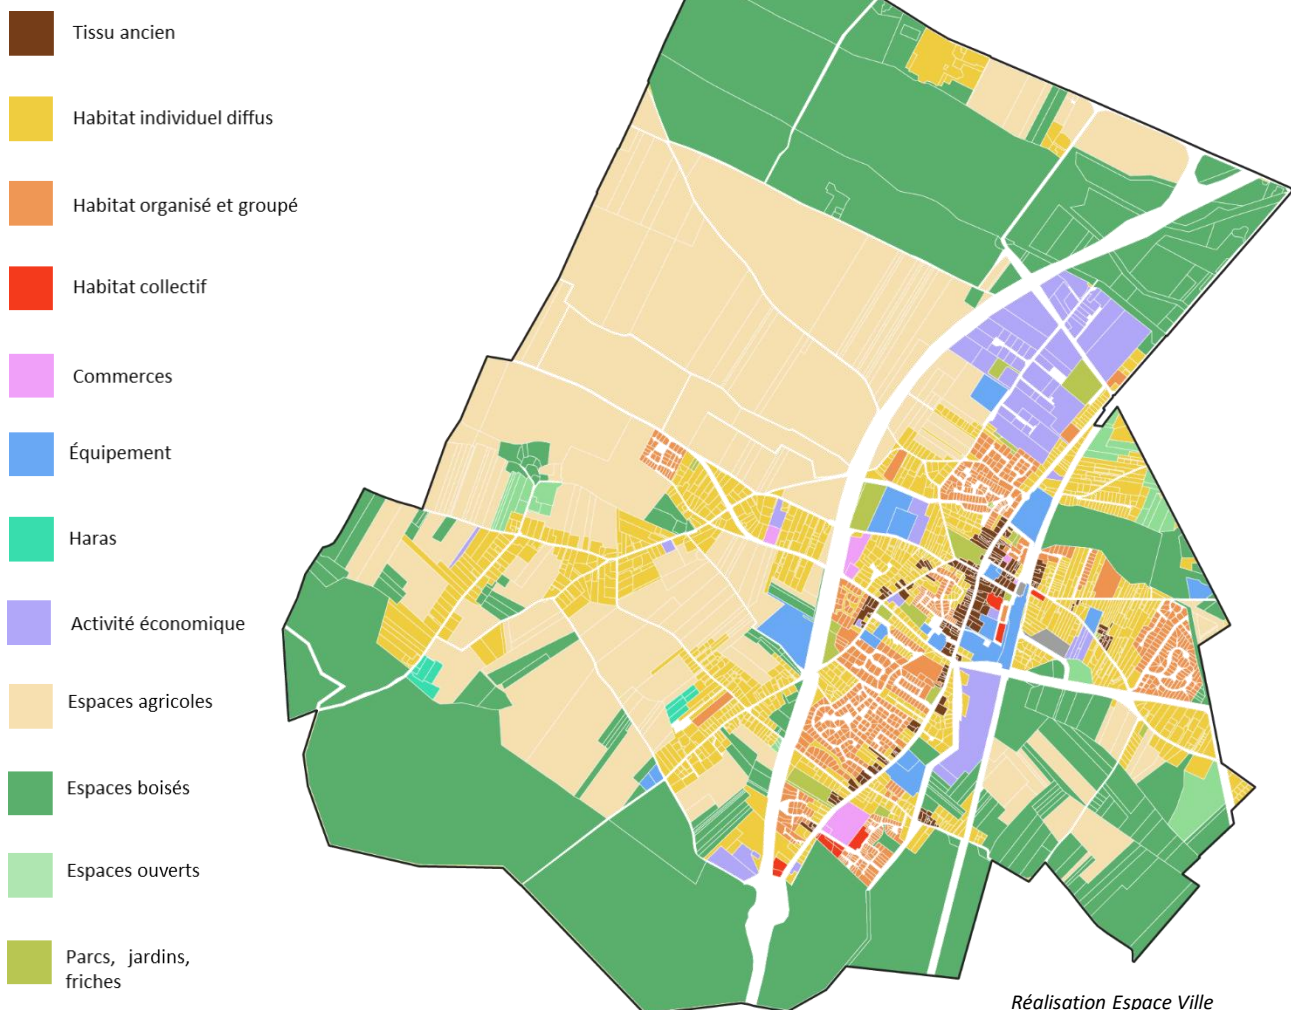 Tissu ancien
Habitat individuel diffus
Habitat organisé et groupé
Habitat collectif
Commerces
Équipement
Haras
Activité économique
Espaces agricoles
Espaces boisés
Espaces ouverts
Parcs, jardins,
friches
Réalisation Espace Ville